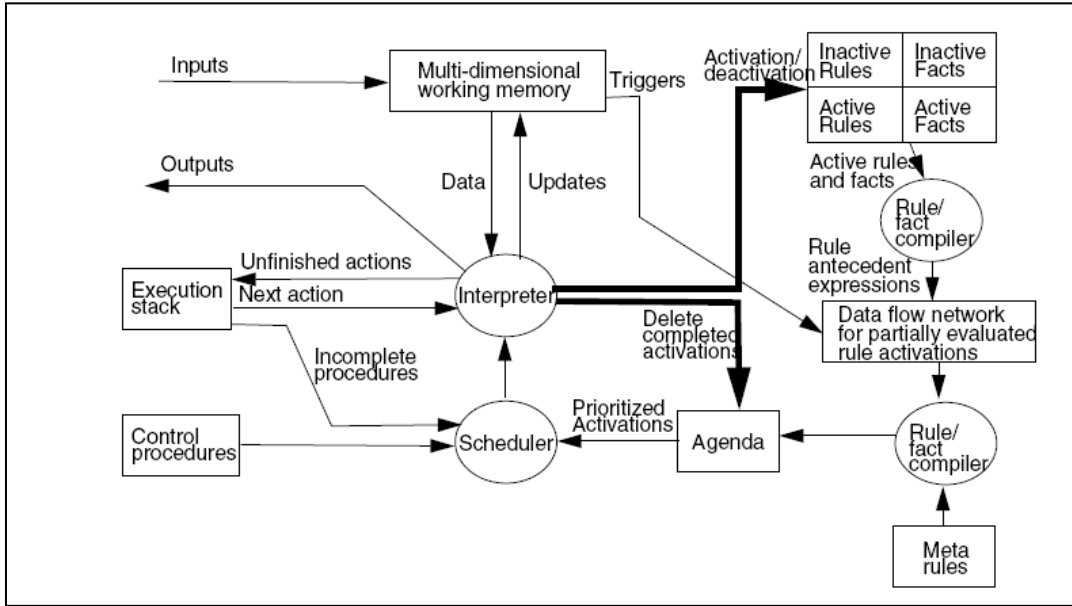 Inputs
Multi-dimensional
working memory
Triggers
Activation/
deactivation
Inactive
Rules
Inactive
Facts
Active
Rules
Active
Facts
Outputs
Data
Updates
Active rules
and facts
Rule/
fact
compiler
Unfinished actions
Execution
stack
Next action
Interpreter
Rule
antecedent
expressions
Delete
completed
activations
Data flow network
for partially evaluated
rule activations
Incomplete
procedures
Control
procedures
Scheduler
Prioritized
Activations
Agenda
Rule/
fact
compiler
Meta
rules